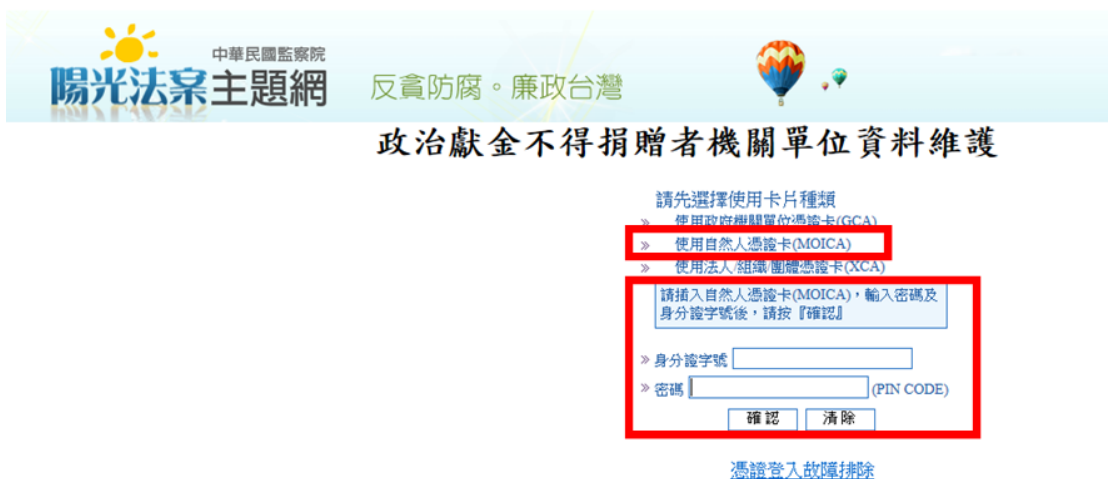 中華民國監察院
陽光法案主題網
反貪防腐。廉政台灣
政治獻金不得捐贈者機關單位資料維護
請先選擇使用卡片種類
» 使用政府機關單位憑證卡(GCA)
» 使用自然人憑證卡(MOICA)
» 使用法人/組織/團體憑證卡(XCA)
請插入自然人憑證卡(MOICA)，輸入密碼及
身分證字號後，請按『確認』
» 身分證字號
» 密碼 (PIN CODE)
確認 清除
憑證登入故障排除